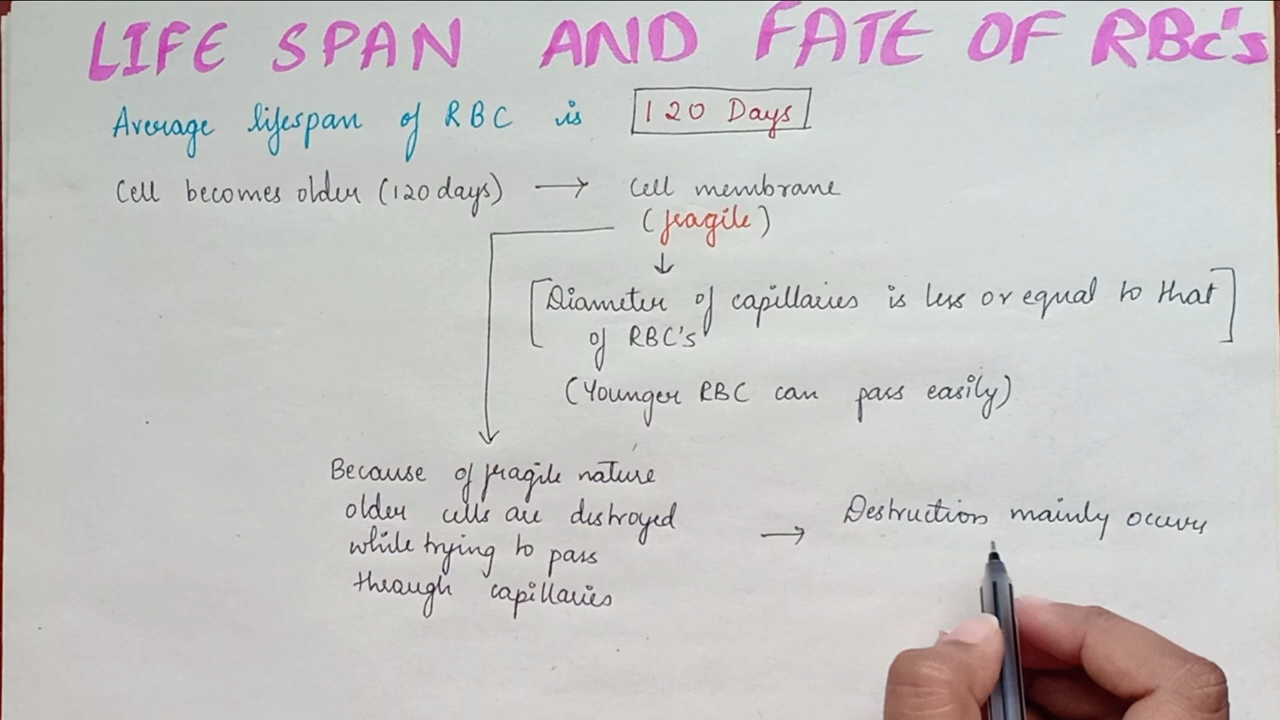 LIFE SPAN AND FATE OF RBC's
Average lifespan of RBC is 120 Days
Cell becomes older (120 days) → Cell membrane
(fragile)
↓
[Diameter of capillaries is less or equal to that
of RBC's]
(Younger RBC can pass easily)
Because of fragile nature
older cells are destroyed
while trying to pass
through capillaries
→ Destruction mainly occurs